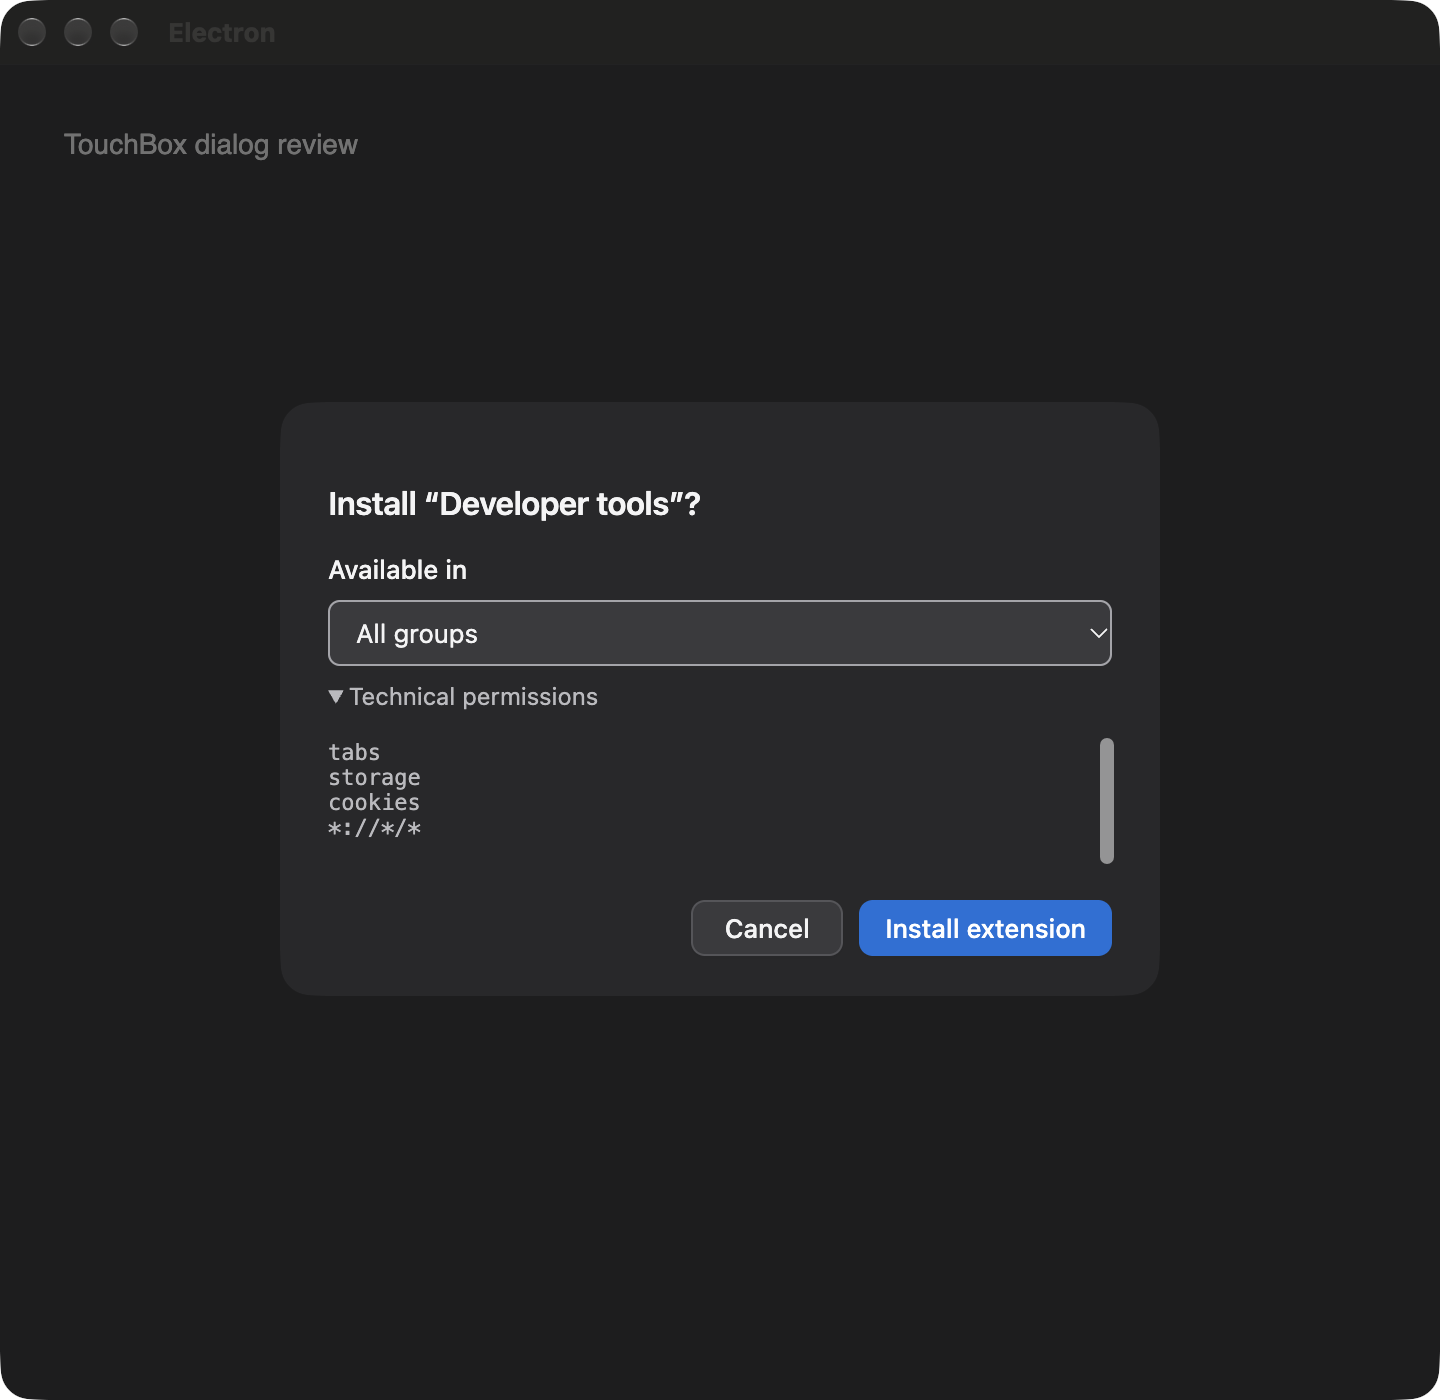 Electron
TouchBox dialog review
Install “Developer tools”?
Available in
All groups
Technical permissions
tabs
storage
cookies
*://*/*
Cancel
Install extension